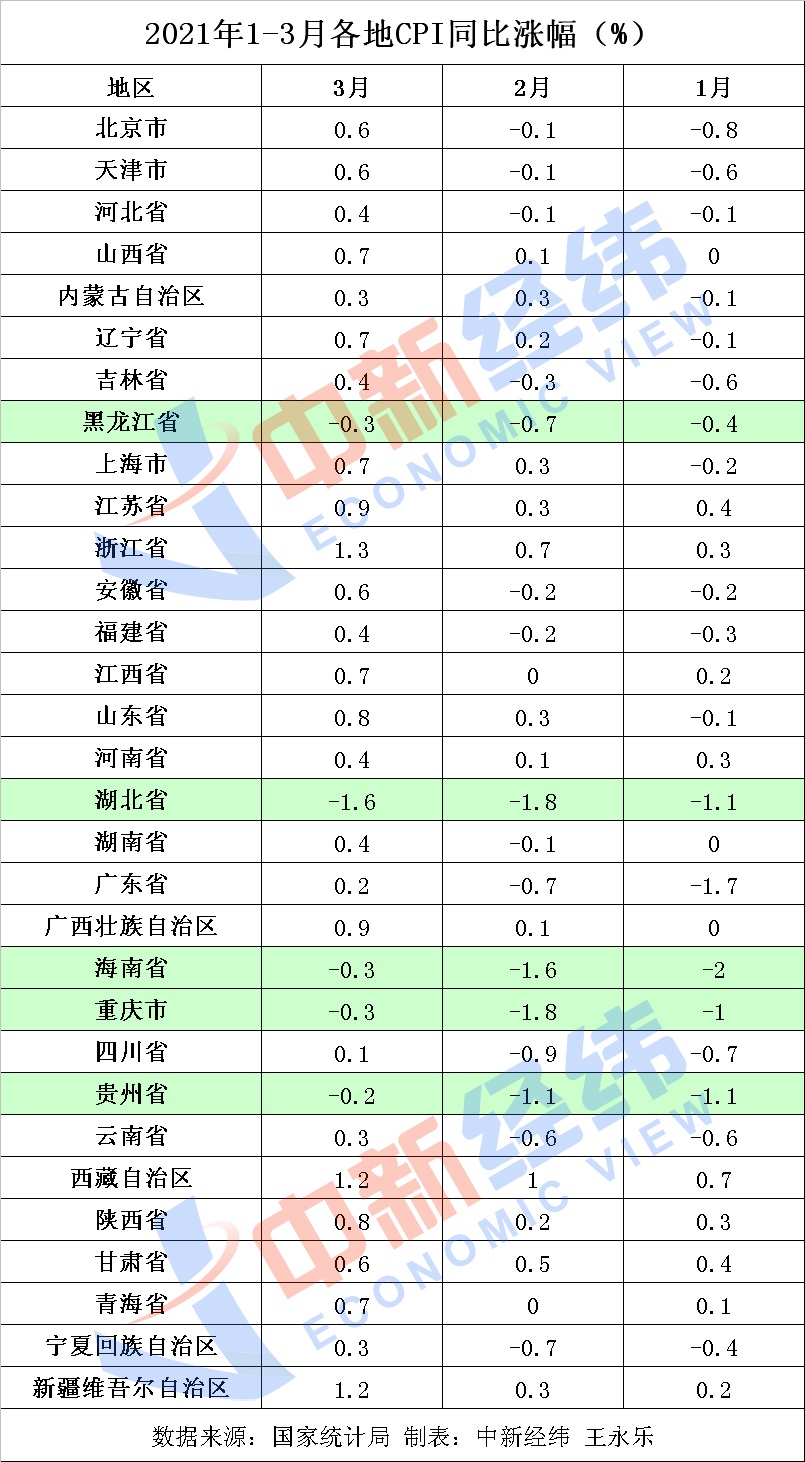 2021年1-3月各地CPI同比涨幅（%）
地区 3月 2月 1月
北京市 0.6 -0.1 -0.8
天津市 0.6 -0.1 -0.6
河北省 0.4 -0.1 -0.1
山西省 0.7 0.1 0
内蒙古自治区 0.3 0.3 -0.1
辽宁省 0.7 0.2 -0.1
吉林省 0.4 -0.3 -0.6
黑龙江省 -0.3 -0.7 -0.4
上海市 0.7 0.3 -0.2
江苏省 0.9 0.3 0.4
浙江省 1.3 0.7 0.3
安徽省 0.6 -0.2 -0.2
福建省 0.4 -0.2 -0.3
江西省 0.7 0 0.2
山东省 0.8 0.3 -0.1
河南省 0.4 0.1 0.3
湖北省 -1.6 -1.8 -1.1
湖南省 0.4 -0.1 0
广东省 0.2 -0.7 -1.7
广西壮族自治区 0.9 0.1 0
海南省 -0.3 -1.6 -2
重庆市 -0.3 -1.8 -1
四川省 0.1 -0.9 -0.7
贵州省 -0.2 -1.1 -1.1
云南省 0.3 -0.6 -0.6
西藏自治区 1.2 1 0.7
陕西省 0.8 0.2 0.3
甘肃省 0.6 0.5 0.4
青海省 0.7 0 0.1
宁夏回族自治区 0.3 -0.7 -0.4
新疆维吾尔自治区 1.2 0.3 0.2
数据来源：国家统计局 制表：中新经纬 王永乐
中新经纬
ECONOMIC VIEW
中新经纬
ECONOMIC VIEW